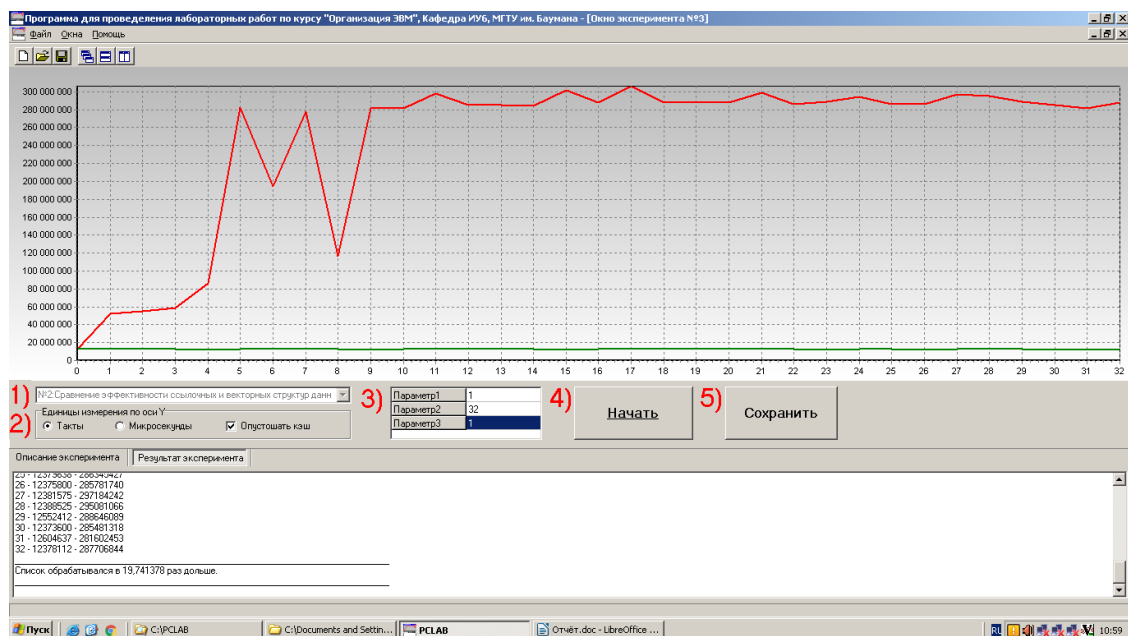 Программа для проведеления лабораторных работ по курсу "Организация ЭВМ", Кафедра ИУ6, МГТУ им. Баумана - [Окно эксперимента №3]
Файл Окна Помощь
300 000 000
280 000 000
260 000 000
240 000 000
220 000 000
200 000 000
180 000 000
160 000 000
140 000 000
120 000 000
100 000 000
80 000 000
60 000 000
40 000 000
20 000 000
0
0 1 2 3 4 5 6 7 8 9 10 11 12 13 14 15 16 17 18 19 20 21 22 23 24 25 26 27 28 29 30 31 32
1) №2:Сравнение эффективности ссылочных и векторных структур данн
2) Единицы измерения по оси Y
Такты Микросекунды Опустошать кэш
3) Параметр1 1
Параметр2 32
Параметр3 1
4) Начать
5) Сохранить
Описание эксперимента Результат эксперимента
25 - 12379638 - 286345427
26 - 12375800 - 285781740
27 - 12381575 - 297184242
28 - 12388525 - 295081066
29 - 12552412 - 288646089
30 - 12373600 - 285481318
31 - 12604637 - 281602453
32 - 12378112 - 287706844
Список обрабатывался в 19,741378 раз дольше.
Пуск C:\PCLAB C:\Documents and Settin... PCLAB Отчёт.doc - LibreOffice ... RU 10:59